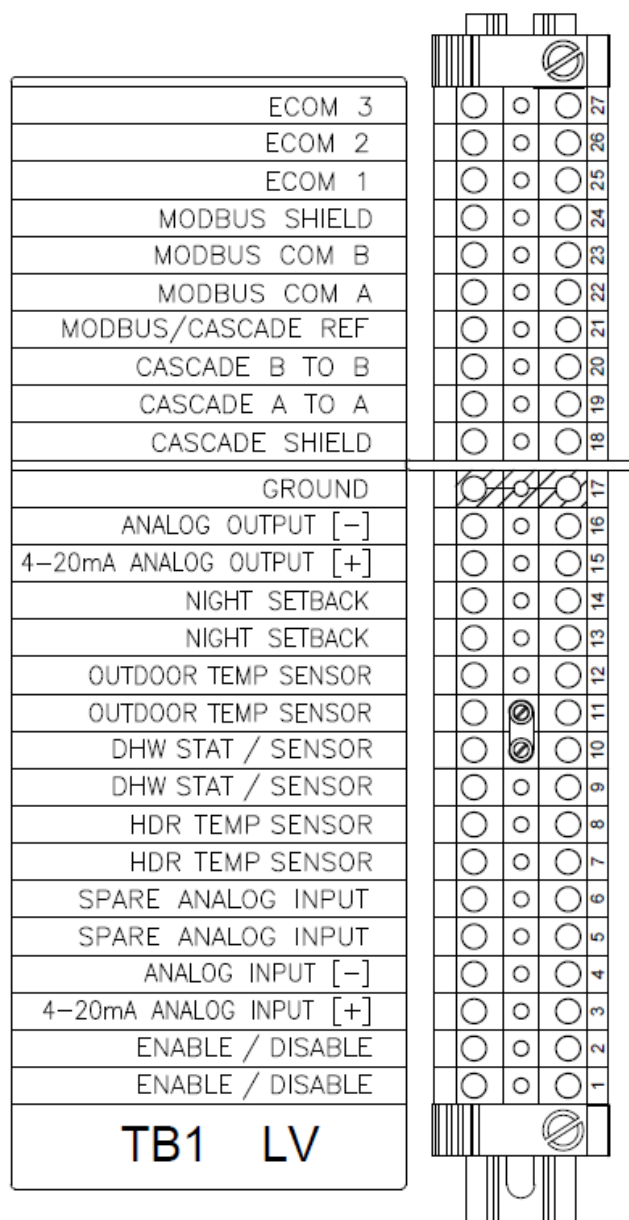 ECOM 3 27
ECOM 2 26
ECOM 1 25
MODBUS SHIELD 24
MODBUS COM B 23
MODBUS COM A 22
MODBUS/CASCADE REF 21
CASCADE B TO B 20
CASCADE A TO A 19
CASCADE SHIELD 18
GROUND 17
ANALOG OUTPUT [−] 16
4−20mA ANALOG OUTPUT [+] 15
NIGHT SETBACK 14
NIGHT SETBACK 13
OUTDOOR TEMP SENSOR 12
OUTDOOR TEMP SENSOR 11
DHW STAT / SENSOR 10
DHW STAT / SENSOR 9
HDR TEMP SENSOR 8
HDR TEMP SENSOR 7
SPARE ANALOG INPUT 6
SPARE ANALOG INPUT 5
ANALOG INPUT [−] 4
4−20mA ANALOG INPUT [+] 3
ENABLE / DISABLE 2
ENABLE / DISABLE 1
TB1 LV